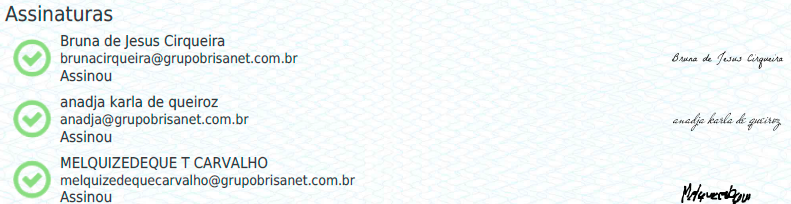 Assinaturas
Bruna de Jesus Cirqueira
brunacirqueira@grupobrisanet.com.br
Bruna de Jesus Cirqueira
Assinou
anadja karla de queiroz
anadja@grupobrisanet.com.br
anadja karla de queiroz
Assinou
MELQUIZEDEQUE T CARVALHO
melquizedequecarvalho@grupobrisanet.com.br
Assinou